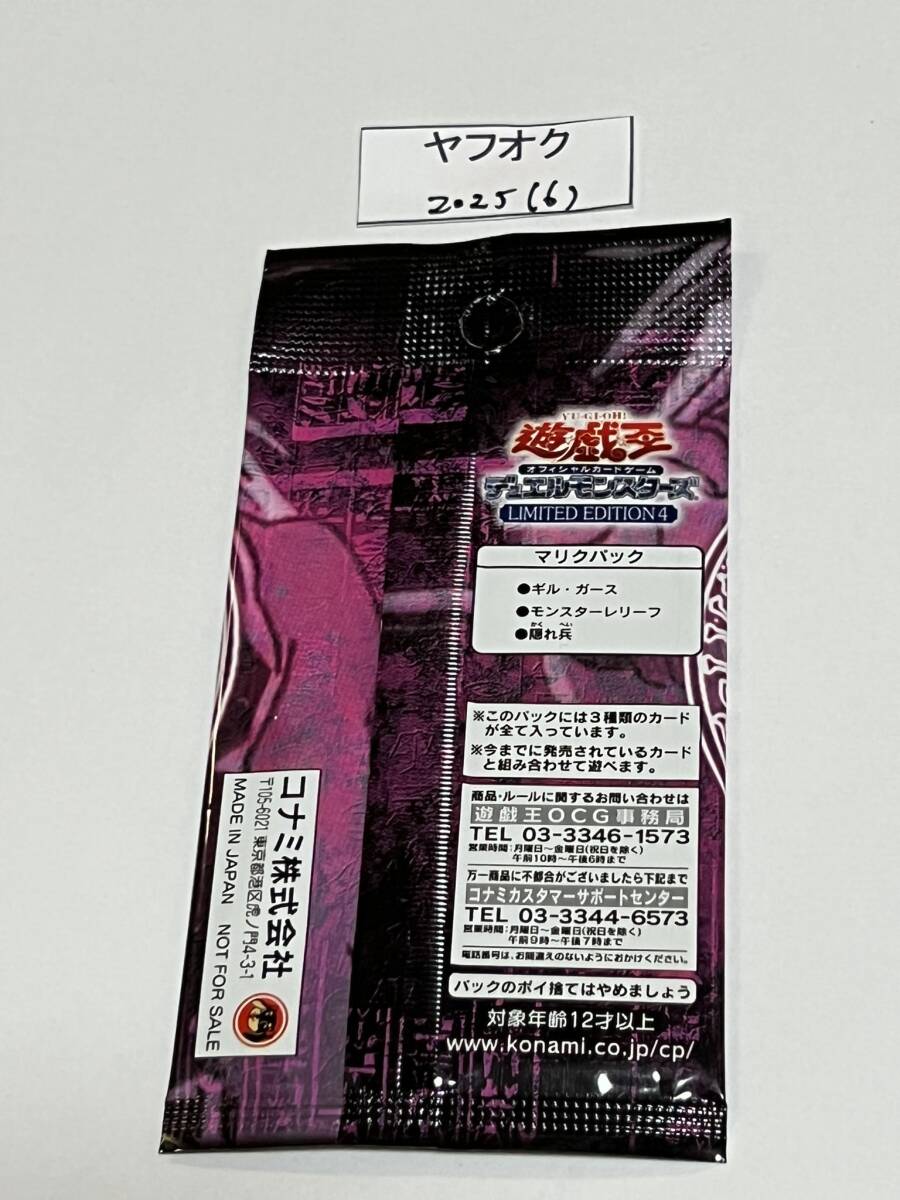 ヤフオク
2025(6)
YU-GI-OH!
遊戯王
オフィシャルカードゲーム
デュエルモンスターズ
LIMITED EDITION 4
マリクパック
●ギル・ガース
●モンスターレリーフ
かく へい
●隠れ兵
※このパックには3種類のカード
が全て入っています。
※今までに発売されているカード
と組み合わせて遊べます。
商品・ルールに関するお問い合わせは
遊戯王OCG事務局
TEL 03-3346-1573
営業時間:月曜日~金曜日(祝日を除く)
午前10時~午後6時まで
万一商品に不都合がございましたら下記まで
コナミカスタマーサポートセンター
TEL 03-3344-6573
営業時間:月曜日~金曜日(祝日を除く)
午前9時~午後7時まで
電話番号は、お間違えのないようにおかけください。
パックのポイ捨てはやめましょう
対象年齢12才以上
www.konami.co.jp/cp/
コナミ株式会社
〒105-6021 東京都港区虎ノ門4-3-1
MADE IN JAPAN NOT FOR SALE